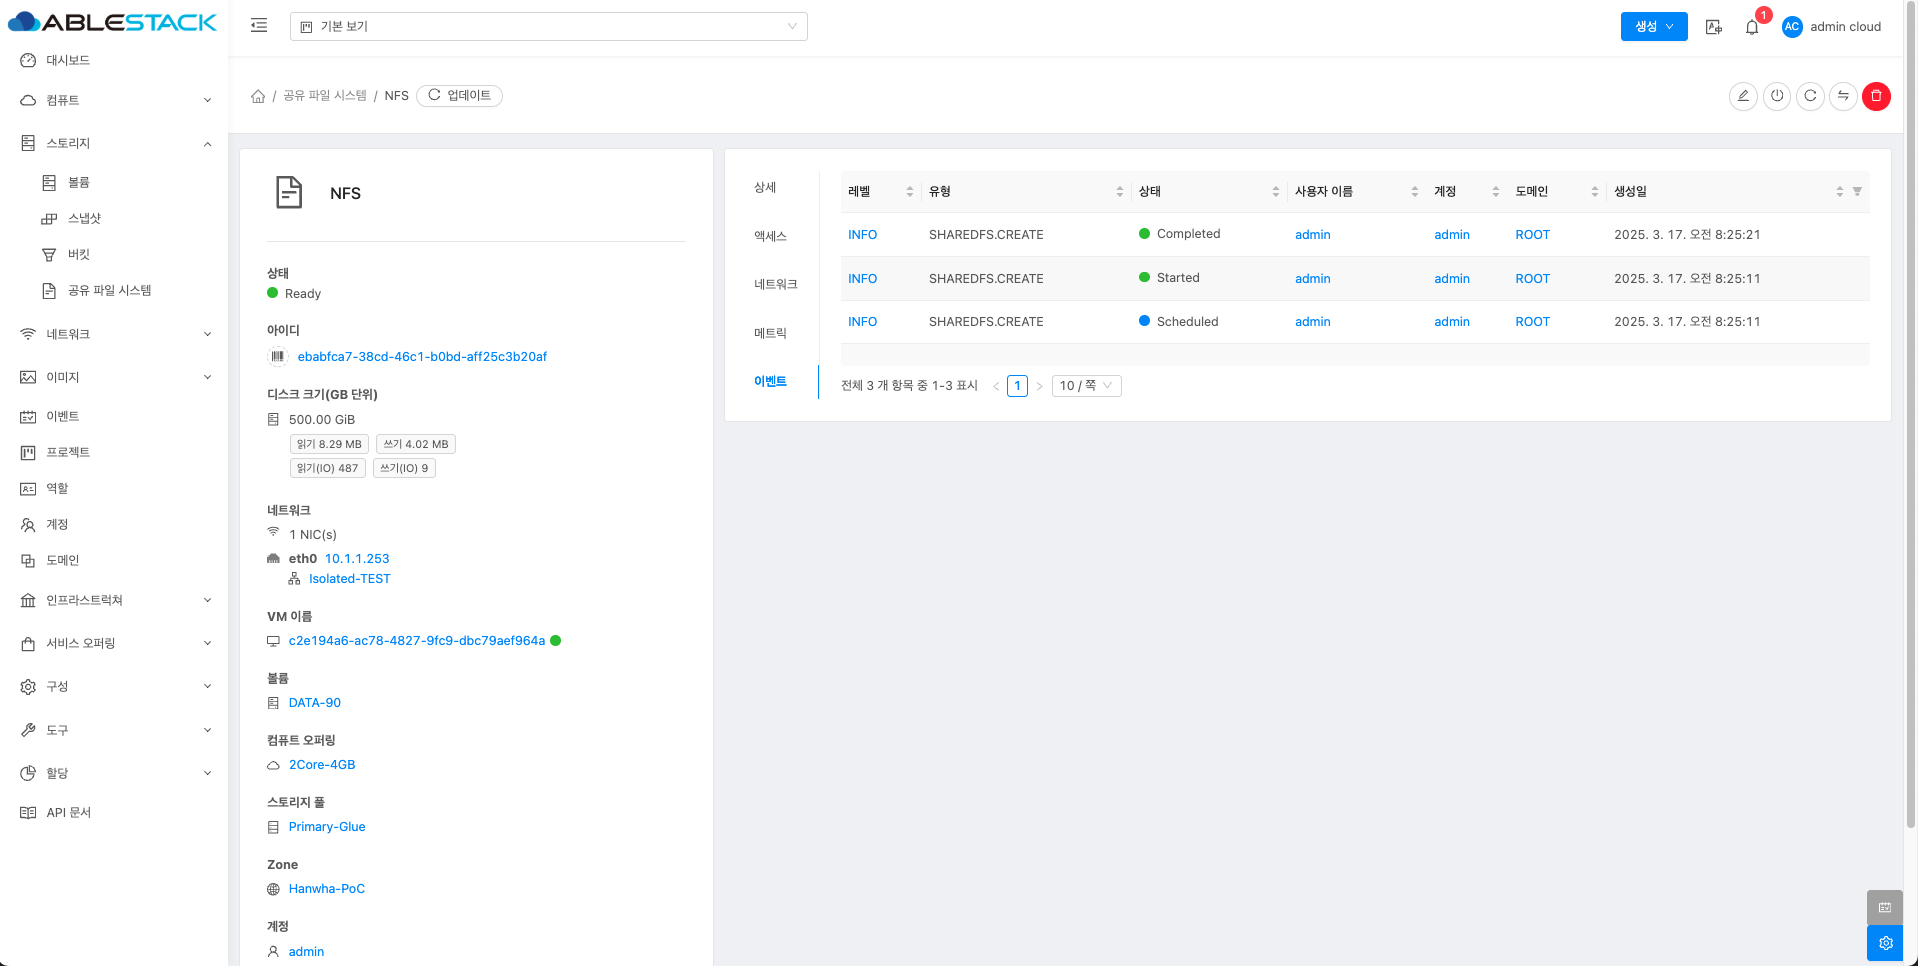 ABLESTACK
기본 보기
생성
1
AC
admin cloud
대시보드
컴퓨트
스토리지
볼륨
스냅샷
버킷
공유 파일 시스템
네트워크
이미지
이벤트
프로젝트
역할
계정
도메인
인프라스트럭쳐
서비스 오퍼링
구성
도구
할당
API 문서
/ 공유 파일 시스템 / NFS 업데이트
NFS
상태
Ready
아이디
ebabfca7-38cd-46c1-b0bd-aff25c3b20af
디스크 크기(GB 단위)
500.00 GiB
읽기 8.29 MB 쓰기 4.02 MB
읽기(IO) 487 쓰기(IO) 9
네트워크
1 NIC(s)
eth0 10.1.1.253
Isolated-TEST
VM 이름
c2e194a6-ac78-4827-9fc9-dbc79aef964a
볼륨
DATA-90
컴퓨트 오퍼링
2Core-4GB
스토리지 풀
Primary-Glue
Zone
Hanwha-PoC
계정
admin
상세
액세스
네트워크
메트릭
이벤트
레벨 유형 상태 사용자 이름 계정 도메인 생성일
INFO SHAREDFS.CREATE Completed admin admin ROOT 2025. 3. 17. 오전 8:25:21
INFO SHAREDFS.CREATE Started admin admin ROOT 2025. 3. 17. 오전 8:25:11
INFO SHAREDFS.CREATE Scheduled admin admin ROOT 2025. 3. 17. 오전 8:25:11
전체 3 개 항목 중 1-3 표시 < 1 > 10 / 쪽